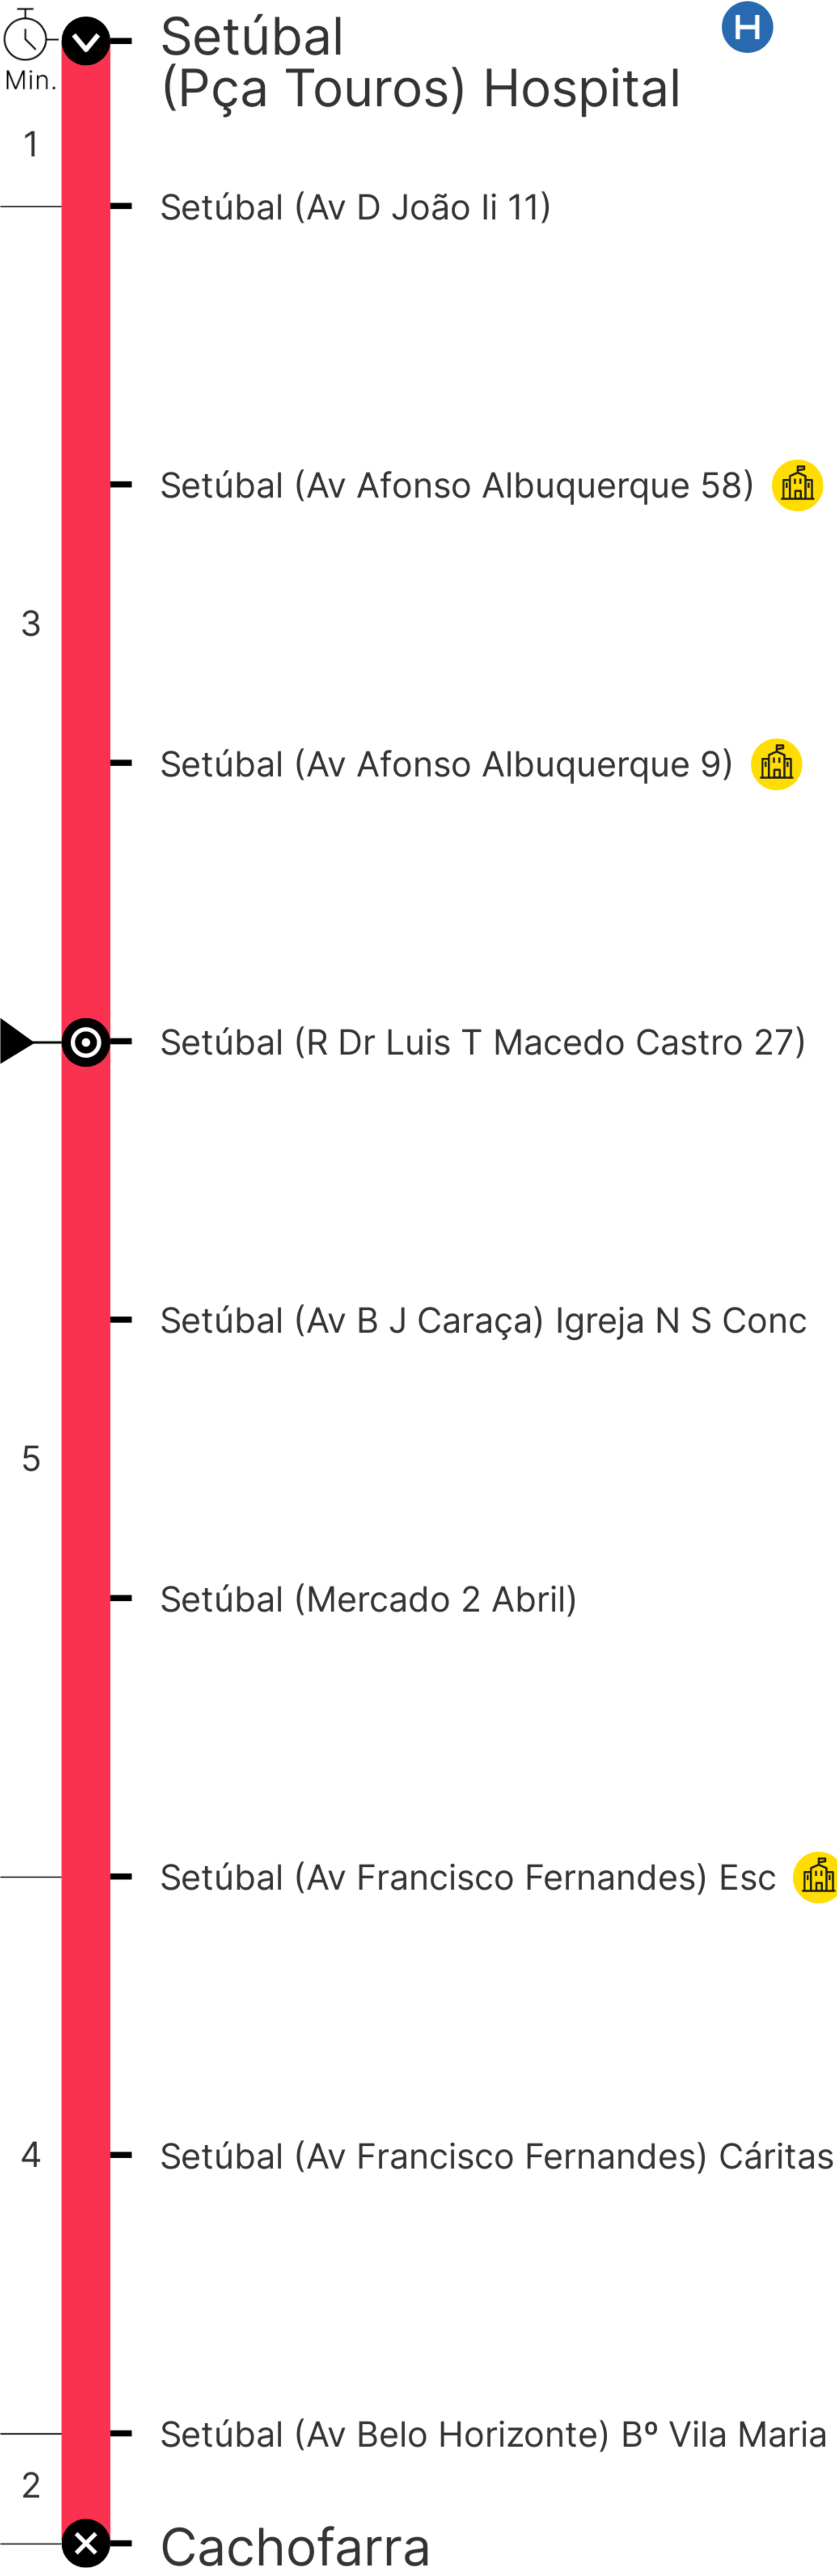 Setúbal
(Pça Touros) Hospital
H
Min.
1
Setúbal (Av D João Ii 11)
Setúbal (Av Afonso Albuquerque 58)
3
Setúbal (Av Afonso Albuquerque 9)
Setúbal (R Dr Luis T Macedo Castro 27)
Setúbal (Av B J Caraça) Igreja N S Conc
5
Setúbal (Mercado 2 Abril)
Setúbal (Av Francisco Fernandes) Esc
4
Setúbal (Av Francisco Fernandes) Cáritas
Setúbal (Av Belo Horizonte) Bº Vila Maria
2
Cachofarra